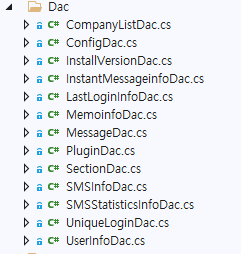 Dac
C# CompanyListDac.cs
C# ConfigDac.cs
C# InstallVersionDac.cs
C# InstantMessageinfoDac.cs
C# LastLoginInfoDac.cs
C# MemoinfoDac.cs
C# MessageDac.cs
C# PluginDac.cs
C# SectionDac.cs
C# SMSInfoDac.cs
C# SMSStatisticsInfoDac.cs
C# UniqueLoginDac.cs
C# UserInfoDac.cs